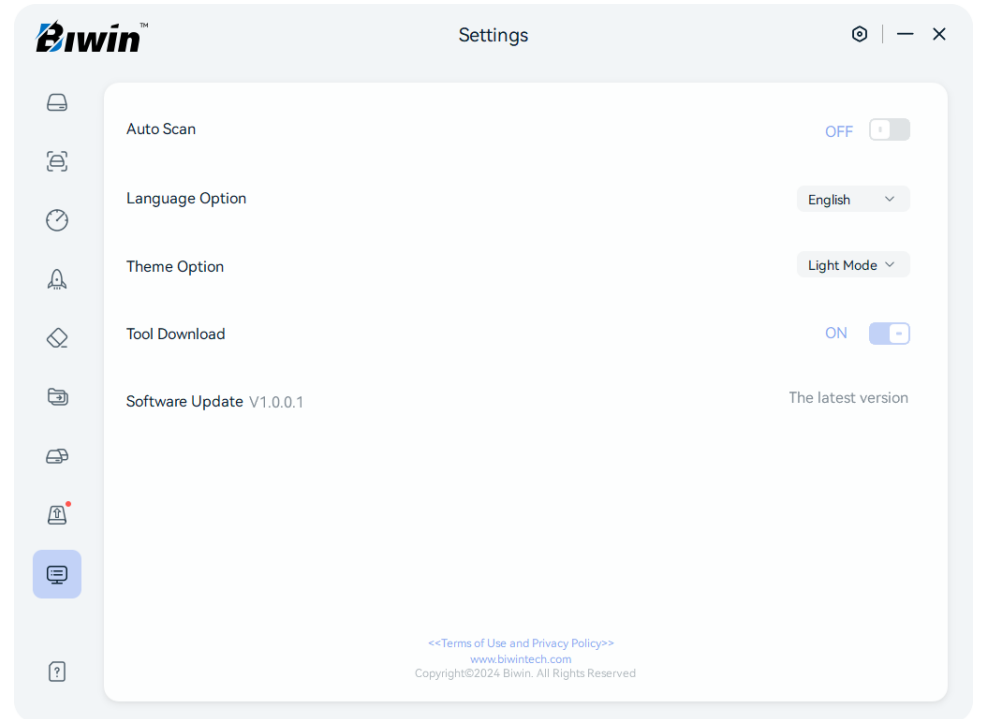 Biwin™
Settings
Auto Scan
OFF
Language Option
English
Theme Option
Light Mode
Tool Download
ON
Software Update V1.0.0.1
The latest version
?
<<Terms of Use and Privacy Policy>>
www.biwintech.com
Copyright©2024 Biwin. All Rights Reserved